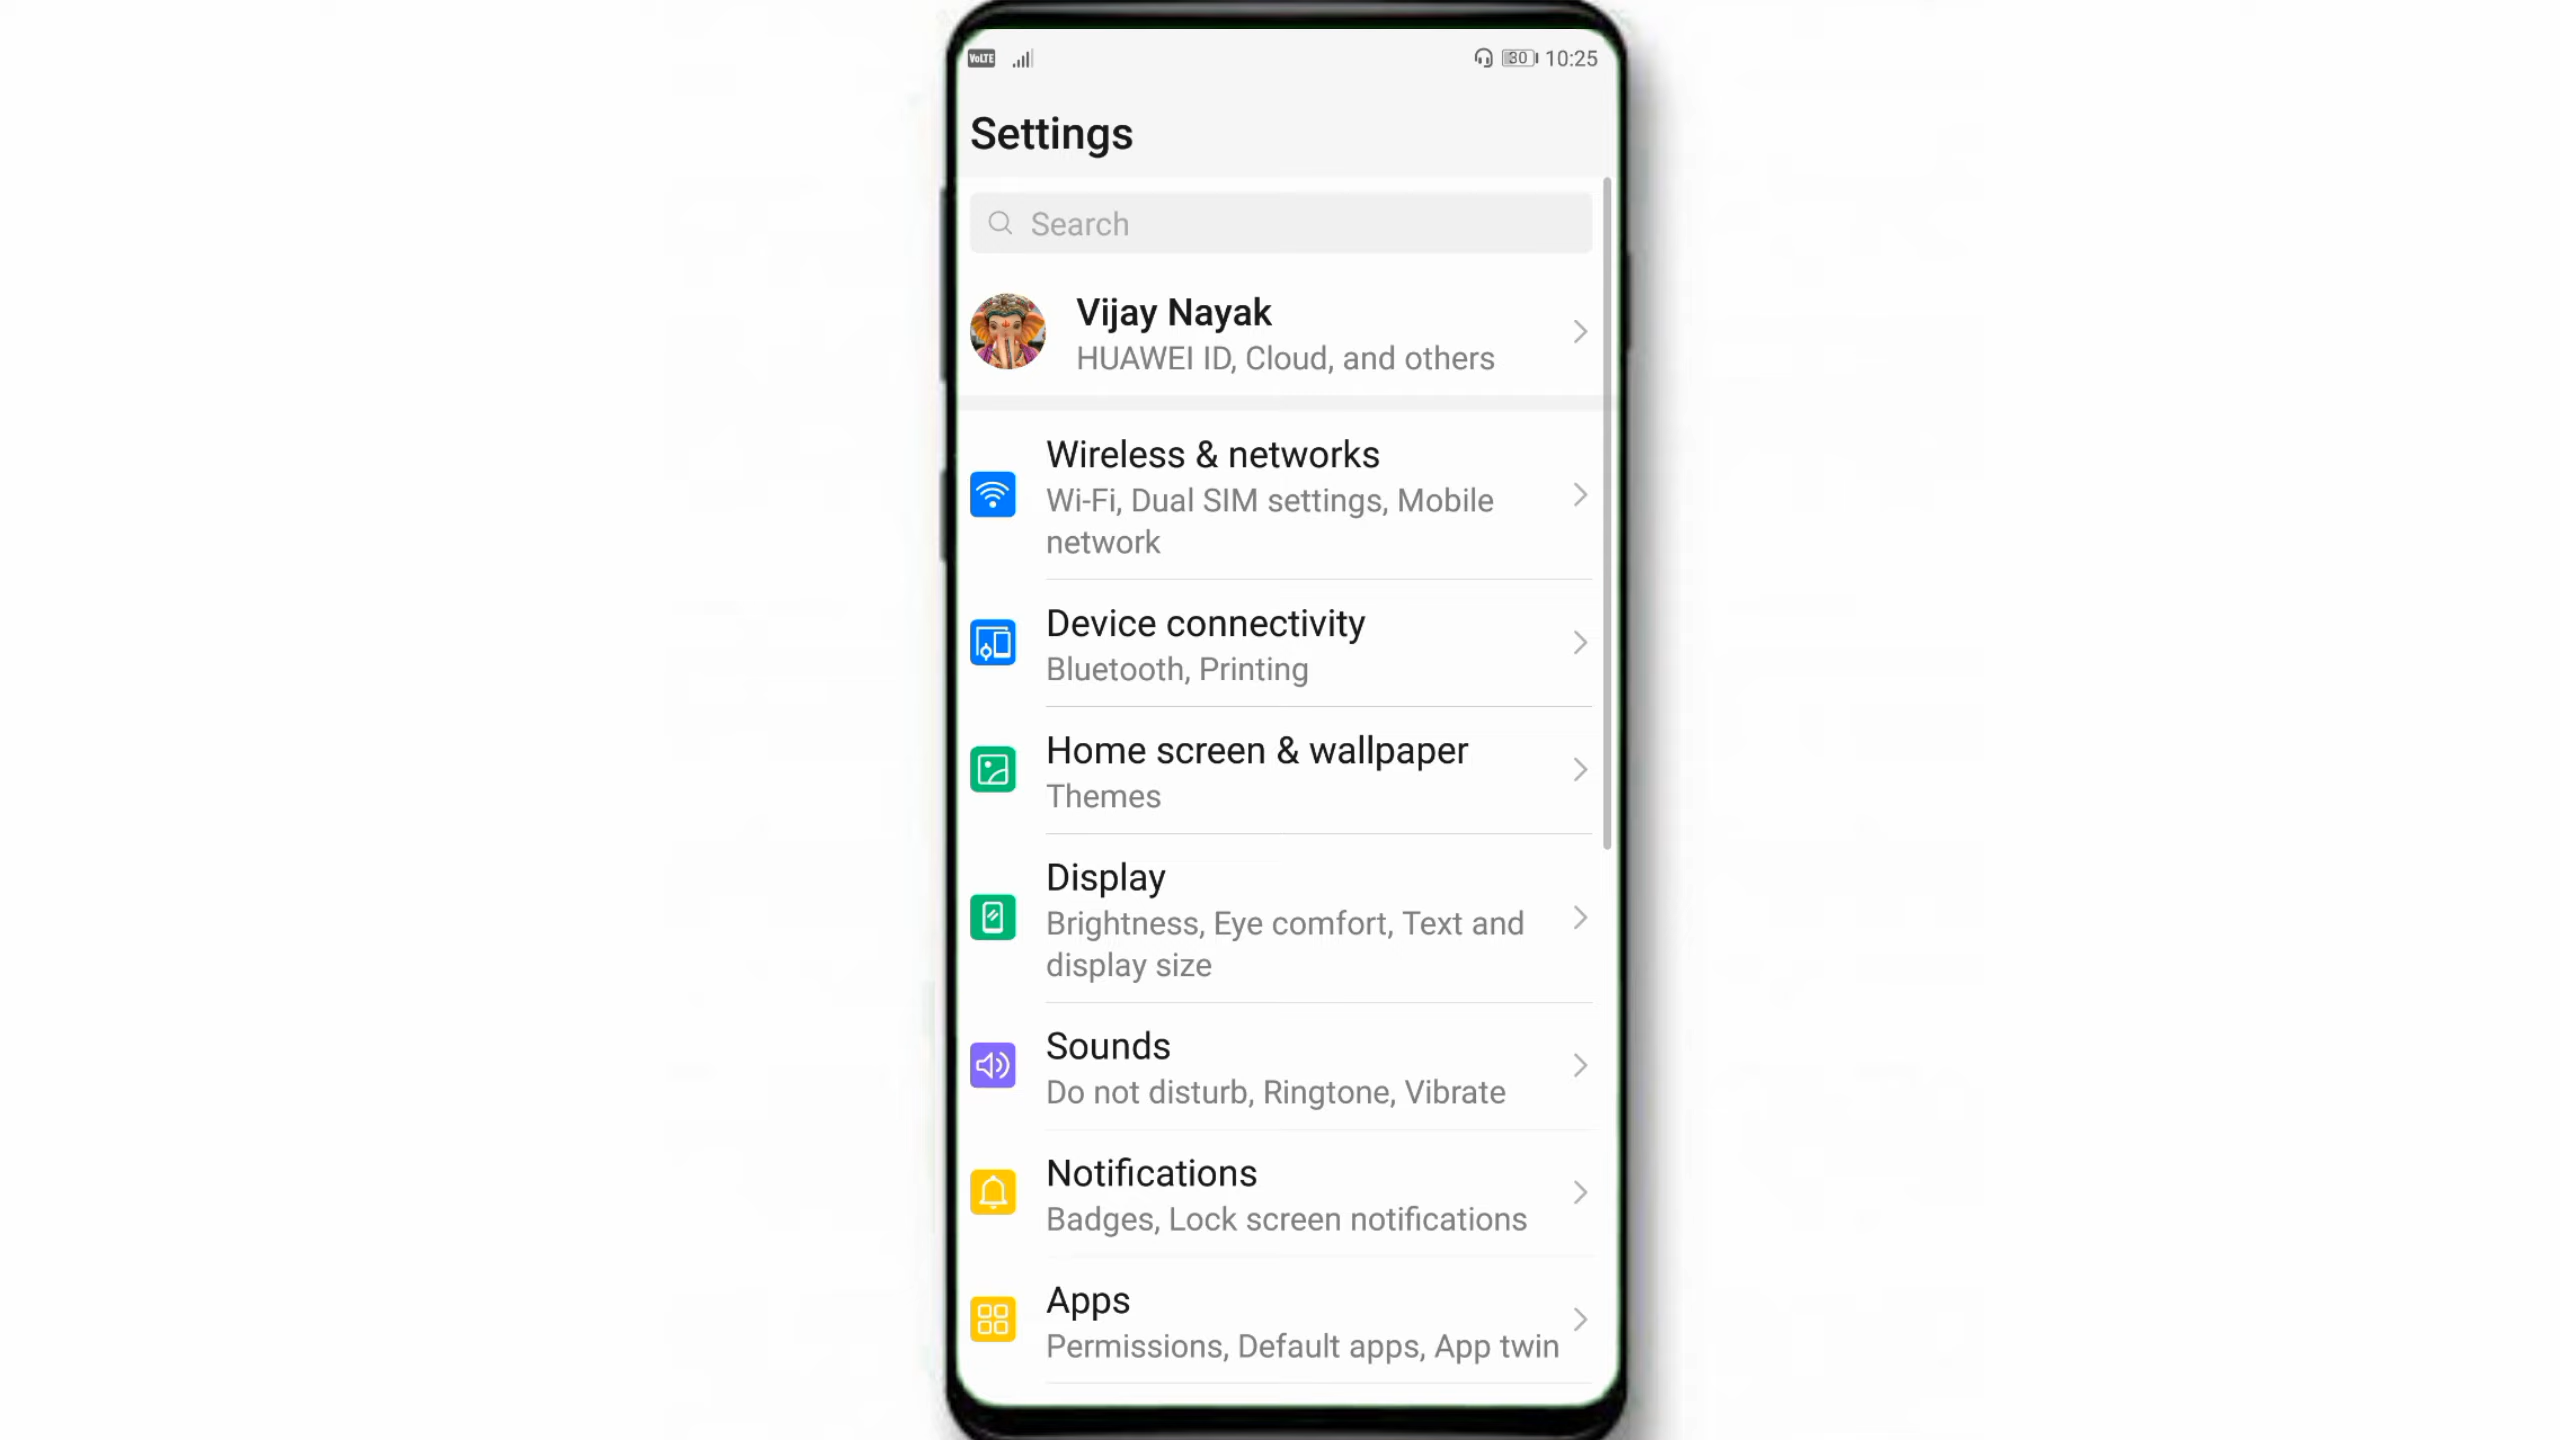 VoLTE 30 10:25
Settings
Search
Vijay Nayak
HUAWEI ID, Cloud, and others
Wireless & networks
Wi-Fi, Dual SIM settings, Mobile
network
Device connectivity
Bluetooth, Printing
Home screen & wallpaper
Themes
Display
Brightness, Eye comfort, Text and
display size
Sounds
Do not disturb, Ringtone, Vibrate
Notifications
Badges, Lock screen notifications
Apps
Permissions, Default apps, App twin